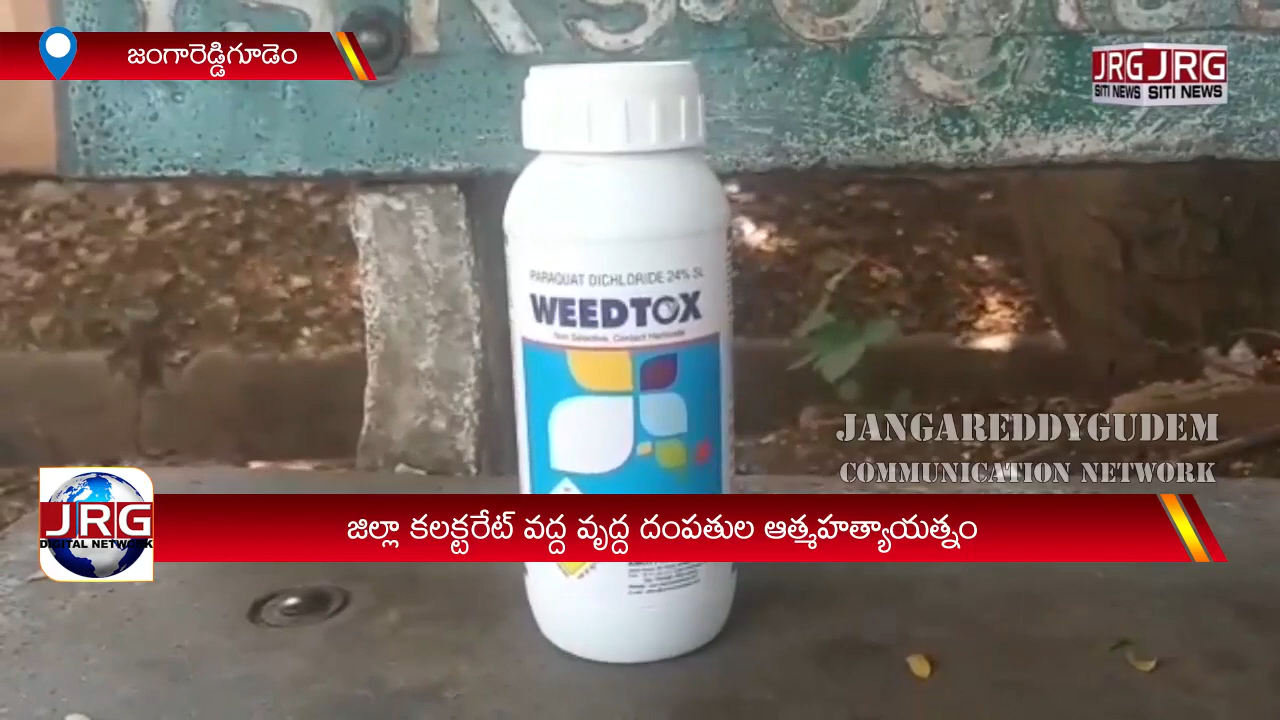 జంగారెడ్డిగూడెం
JRG JRG
SITI NEWS SITI NEWS
PARAQUAT DICHLORIDE 24% SL
WEEDTOX
Non Selective, Contact Herbicide
JANGAREDDYGUDEM
COMMUNICATION NETWORK
JRG
DIGITAL NETWORK
జిల్లా కలక్టరేట్ వద్ద వృద్ద దంపతుల ఆత్మహత్యాయత్నం